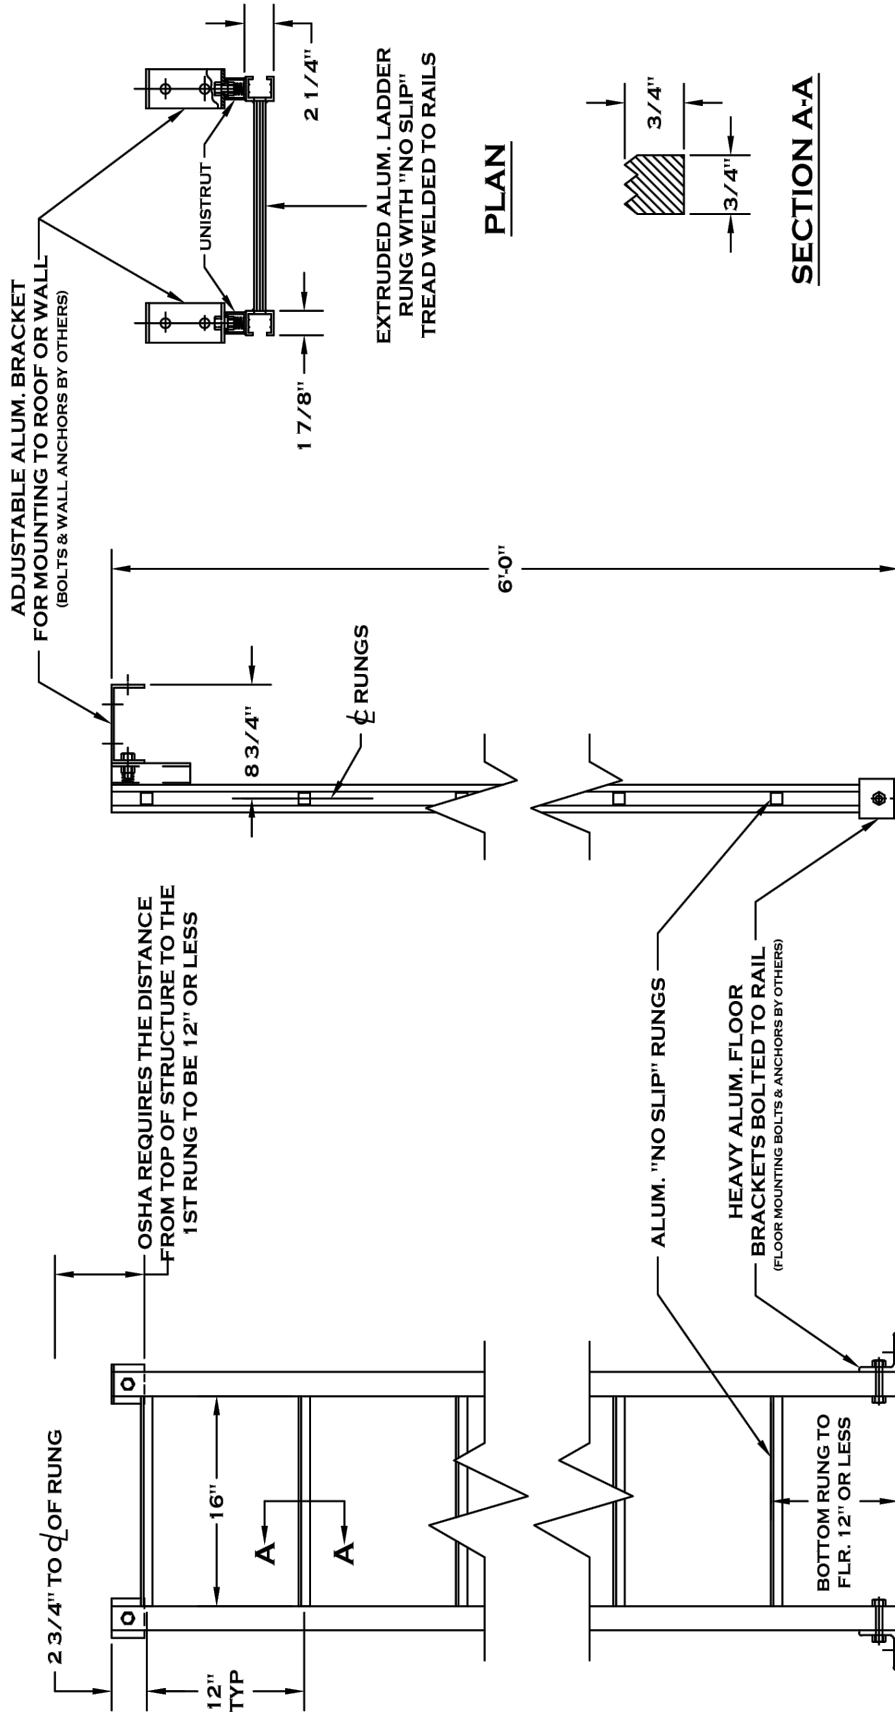 ADJUSTABLE ALUM. BRACKET
FOR MOUNTING TO ROOF OR WALL
(BOLTS & WALL ANCHORS BY OTHERS)
UNISTRUT
2 1/4"
1 7/8"
EXTRUDED ALUM. LADDER
RUNG WITH "NO SLIP"
TREAD WELDED TO RAILS
PLAN
3/4"
3/4"
SECTION A-A
8 3/4"
℄ RUNGS
6'-0"
2 3/4" TO ℄ OF RUNG
OSHA REQUIRES THE DISTANCE
FROM TOP OF STRUCTURE TO THE
1ST RUNG TO BE 12" OR LESS
12"
TYP
16"
A
A
ALUM. "NO SLIP" RUNGS
HEAVY ALUM. FLOOR
BRACKETS BOLTED TO RAIL
(FLOOR MOUNTING BOLTS & ANCHORS BY OTHERS)
BOTTOM RUNG TO
FLR. 12" OR LESS